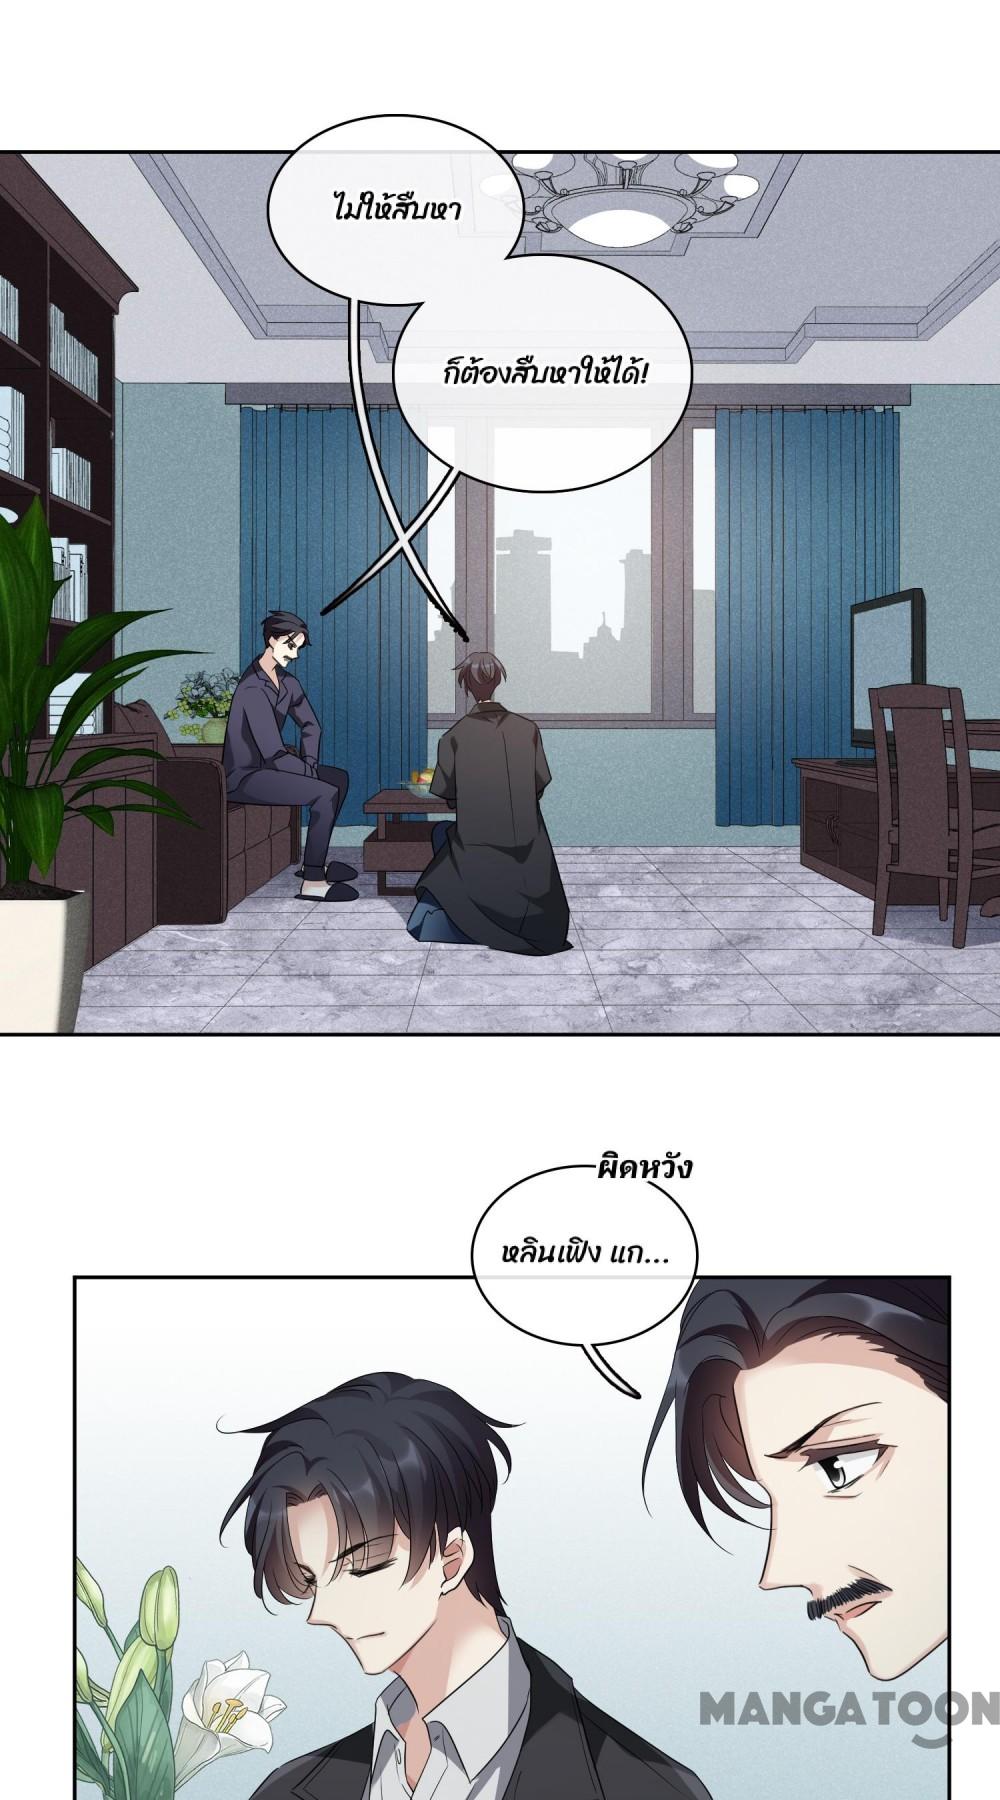 ไม่ให้สืบหา
ก็ต้องสืบหาให้ได้!
ผิดหวัง
หลินเฟิง แก...
MANGATOON